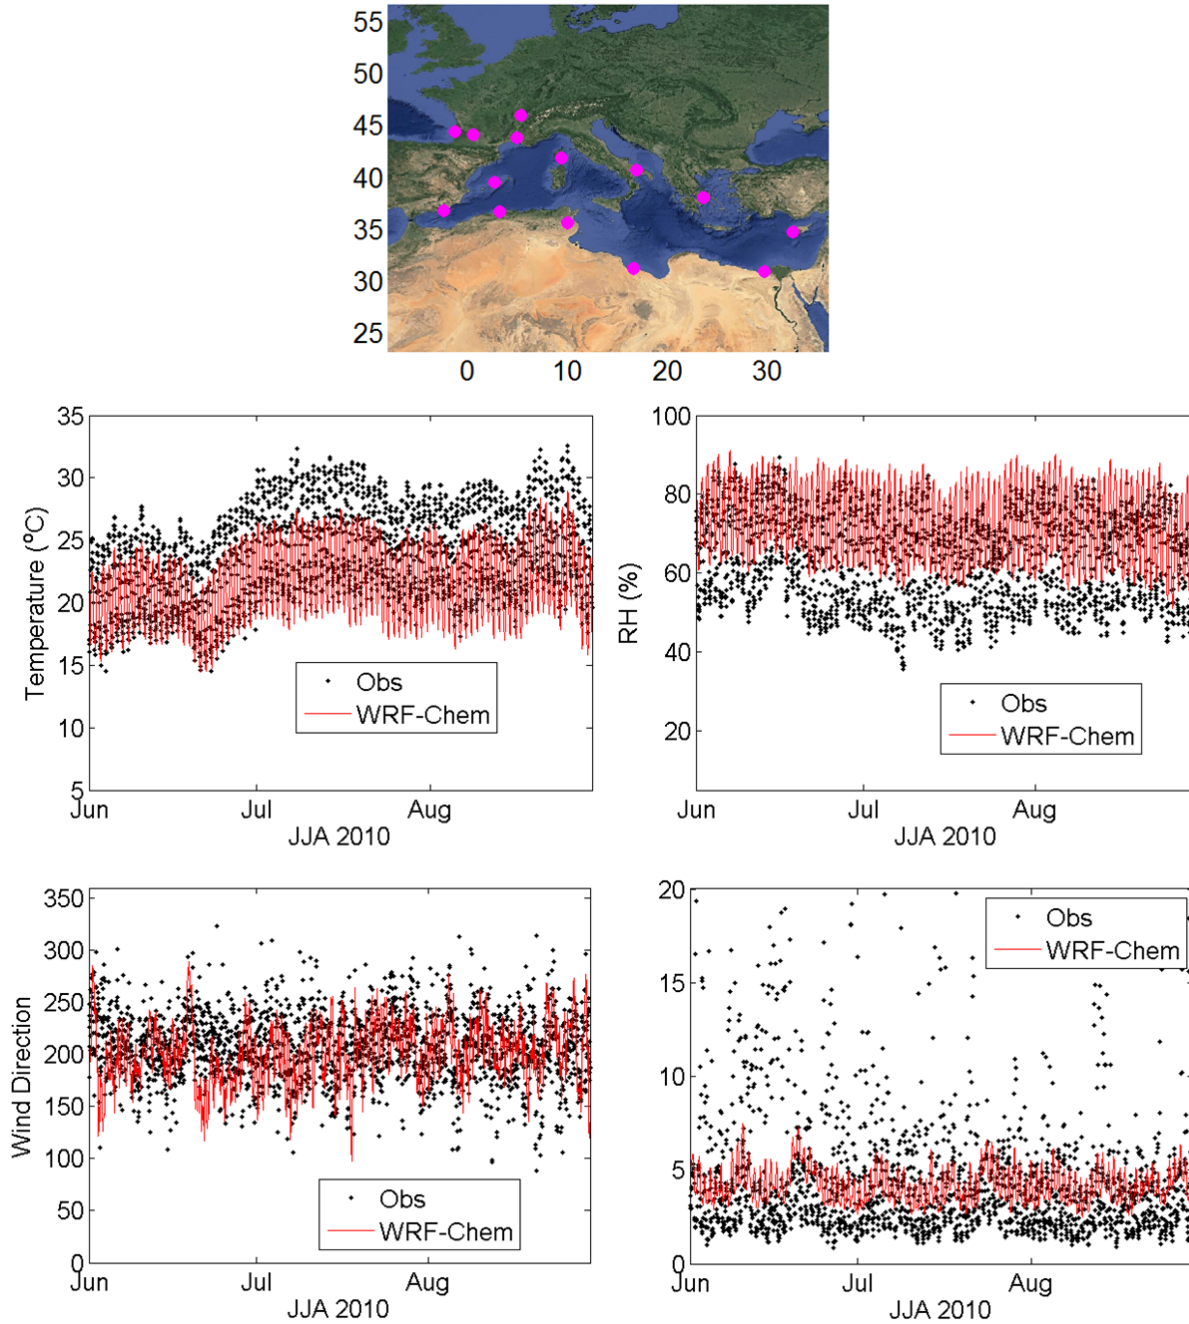 55
50
45
40
35
30
25
0 10 20 30
35
30
25
20
15
10
5
Temperature (°C)
Obs
WRF-Chem
Jun Jul Aug
JJA 2010
100
80
60
40
20
RH (%)
Obs
WRF-Chem
Jun Jul Aug
JJA 2010
350
300
250
200
150
100
50
0
Wind Direction
Obs
WRF-Chem
Jun Jul Aug
JJA 2010
20
15
10
5
0
Obs
WRF-Chem
Jun Jul Aug
JJA 2010